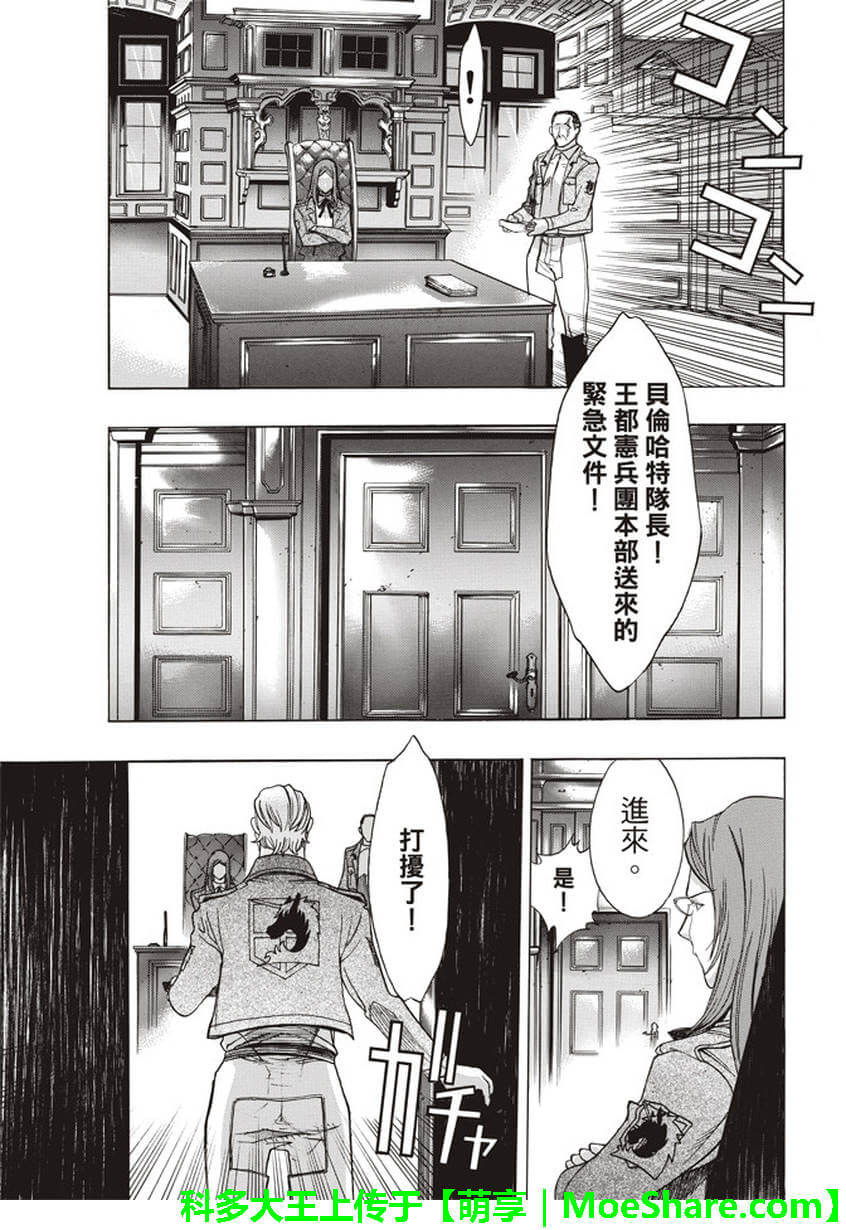 コンコン
！
貝倫哈特隊長！
王都憲兵團本部送來的
緊急文件！
進來。
是！
打擾了！
ガチャ
科多大王上传于【萌享｜MoeShare.com】